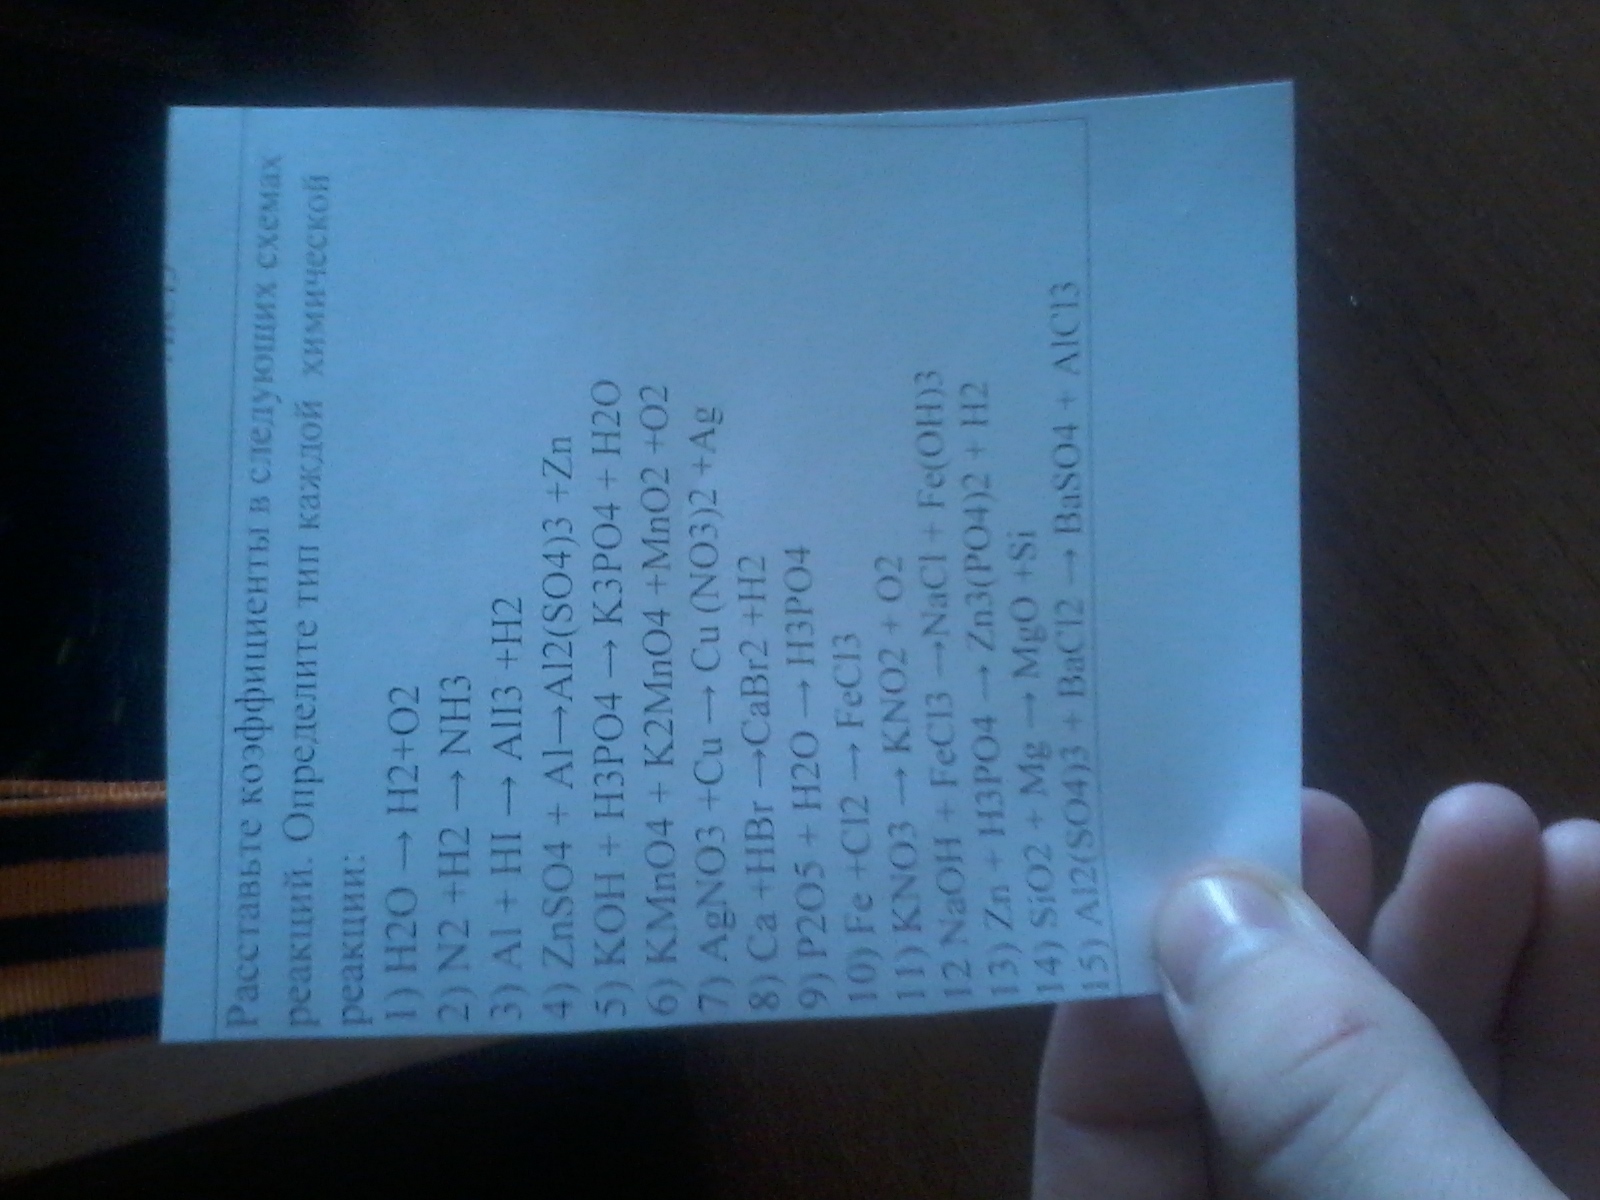 Расставьте коэффициенты в следующих схемах
реакций. Определите тип каждой химической
реакции:
1) H2O → H2+O2
2) N2 +H2 → NH3
3) Al + HI → AlI3 +H2
4) ZnSO4 + Al→Al2(SO4)3 +Zn
5) KOH + H3PO4 → K3PO4 + H2O
6) KMnO4 + K2MnO4 +MnO2 +O2
7) AgNO3 +Cu → Cu (NO3)2 +Ag
8) Ca +HBr →CaBr2 +H2
9) P2O5 + H2O → H3PO4
10) Fe +Cl2 → FeCl3
11) KNO3 → KNO2 + O2
12 NaOH + FeCl3 →NaCl + Fe(OH)3
13) Zn + H3PO4 → Zn3(PO4)2 + H2
14) SiO2 + Mg → MgO +Si
15) Al2(SO4)3 + BaCl2 → BaSO4 + AlCl3